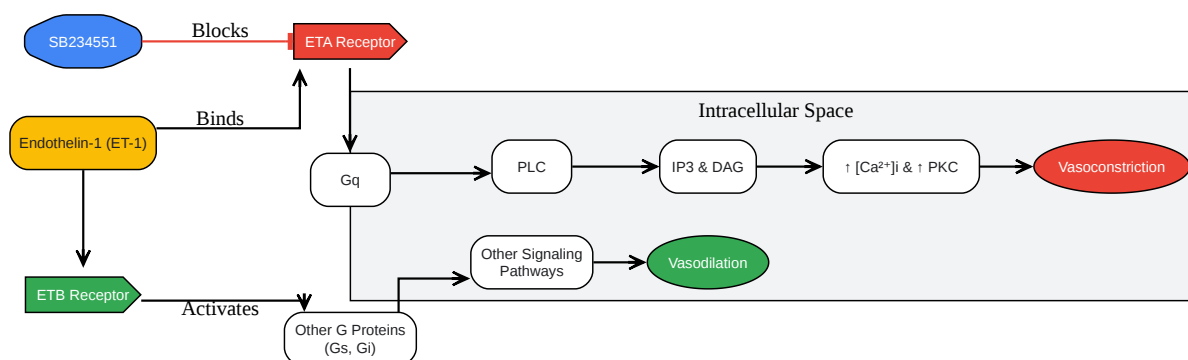 SB234551
Blocks
ETA Receptor
Intracellular Space
Endothelin-1 (ET-1)
Binds
Gq
PLC
IP3 & DAG
↑ [Ca²⁺]i & ↑ PKC
Vasoconstriction
Other Signaling
Pathways
Vasodilation
ETB Receptor
Activates
Other G Proteins
(Gs, Gi)